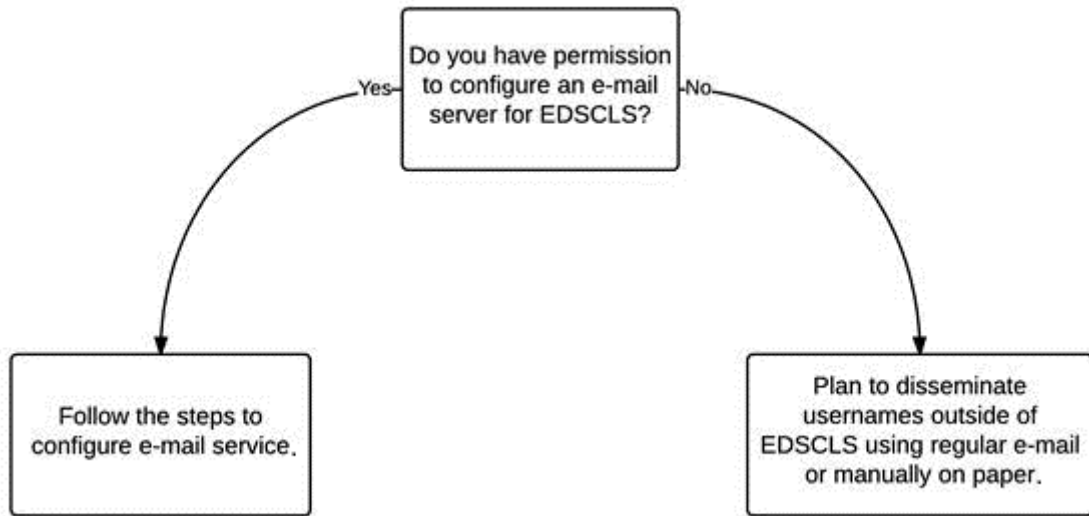 Do you have permission
to configure an e-mail
server for EDSCLS?
Yes
No
Follow the steps to
configure e-mail service.
Plan to disseminate
usernames outside of
EDSCLS using regular e-mail
or manually on paper.